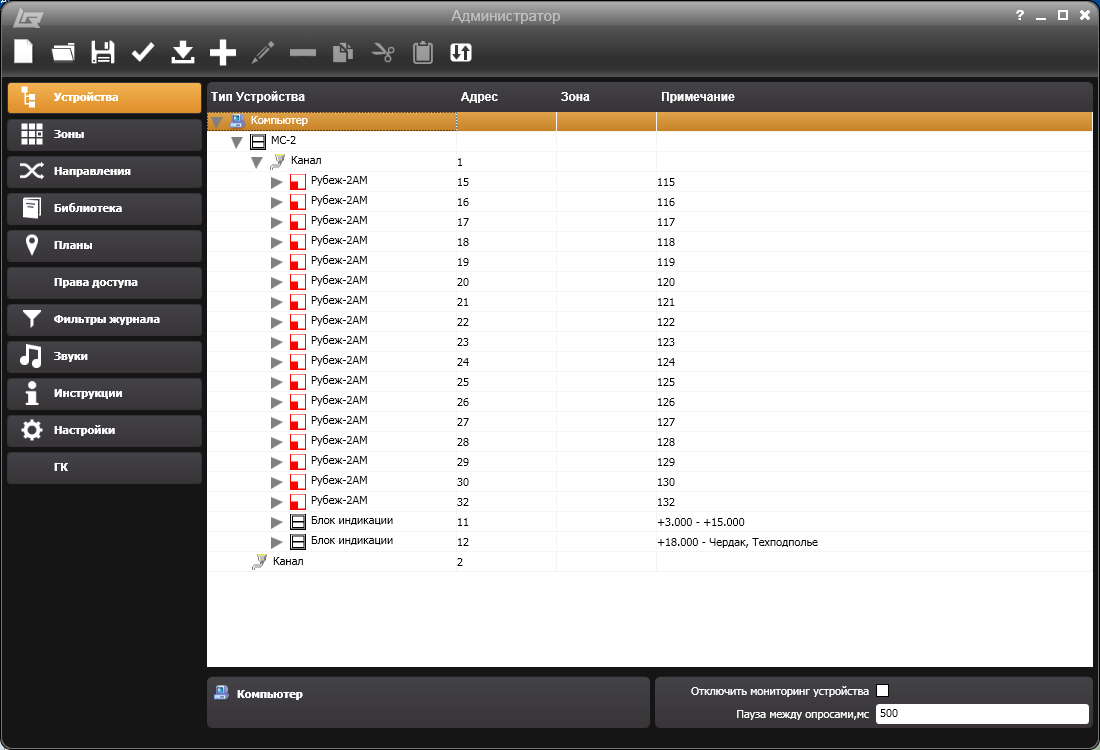 Администратор
?
Устройства
Зоны
Направления
Библиотека
Планы
Права доступа
Фильтры журнала
Звуки
Инструкции
Настройки
ГК
Тип Устройства Адрес Зона Примечание
Компьютер
МС-2
Канал 1
Рубеж-2АМ 15 115
Рубеж-2АМ 16 116
Рубеж-2АМ 17 117
Рубеж-2АМ 18 118
Рубеж-2АМ 19 119
Рубеж-2АМ 20 120
Рубеж-2АМ 21 121
Рубеж-2АМ 22 122
Рубеж-2АМ 23 123
Рубеж-2АМ 24 124
Рубеж-2АМ 25 125
Рубеж-2АМ 26 126
Рубеж-2АМ 27 127
Рубеж-2АМ 28 128
Рубеж-2АМ 29 129
Рубеж-2АМ 30 130
Рубеж-2АМ 32 132
Блок индикации 11 +3.000 - +15.000
Блок индикации 12 +18.000 - Чердак, Техподполье
Канал 2
Компьютер
Отключить мониторинг устройства
Пауза между опросами,мс 500